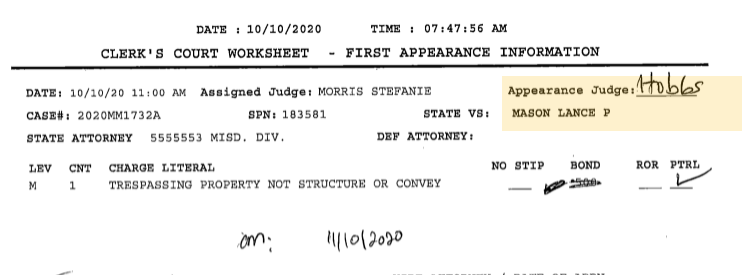 DATE : 10/10/2020 TIME : 07:47:56 AM
CLERK'S COURT WORKSHEET - FIRST APPEARANCE INFORMATION
DATE: 10/10/20 11:00 AM Assigned Judge: MORRIS STEFANIE Appearance Judge: Hobbs
CASE#: 2020MM1732A SPN: 183581 STATE VS: MASON LANCE P
STATE ATTORNEY 5555553 MISD. DIV. DEF ATTORNEY:
LEV CNT CHARGE LITERAL NO STIP BOND ROR PTRL
M 1 TRESPASSING PROPERTY NOT STRUCTURE OR CONVEY
11/10/2020